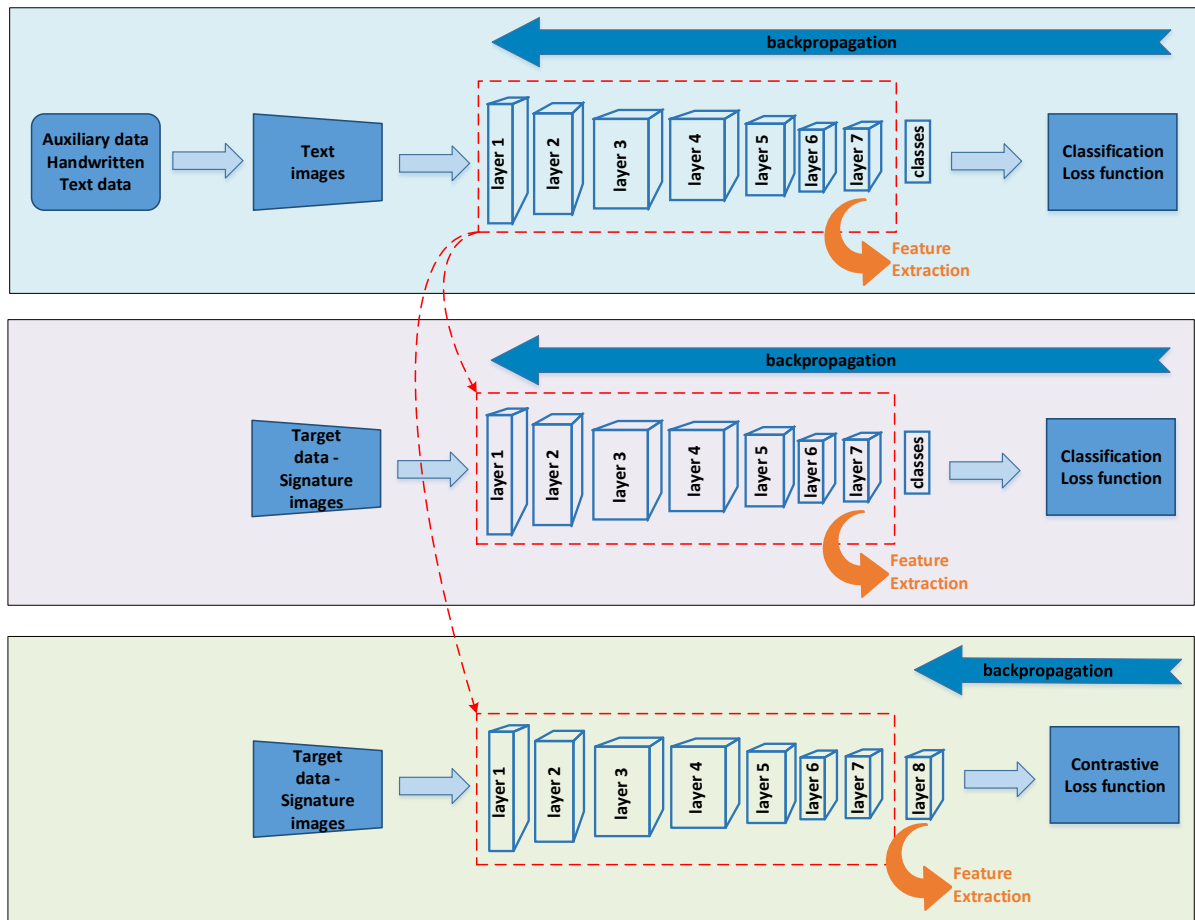 backpropagation
Auxiliary data
Handwritten
Text data
Text
images
layer 1
layer 2
layer 3
layer 4
layer 5
layer 6
layer 7
classes
Classification
Loss function
Feature
Extraction
backpropagation
Target
data -
Signature
images
layer 1
layer 2
layer 3
layer 4
layer 5
layer 6
layer 7
classes
Classification
Loss function
Feature
Extraction
backpropagation
Target
data -
Signature
images
layer 1
layer 2
layer 3
layer 4
layer 5
layer 6
layer 7
layer 8
Contrastive
Loss function
Feature
Extraction